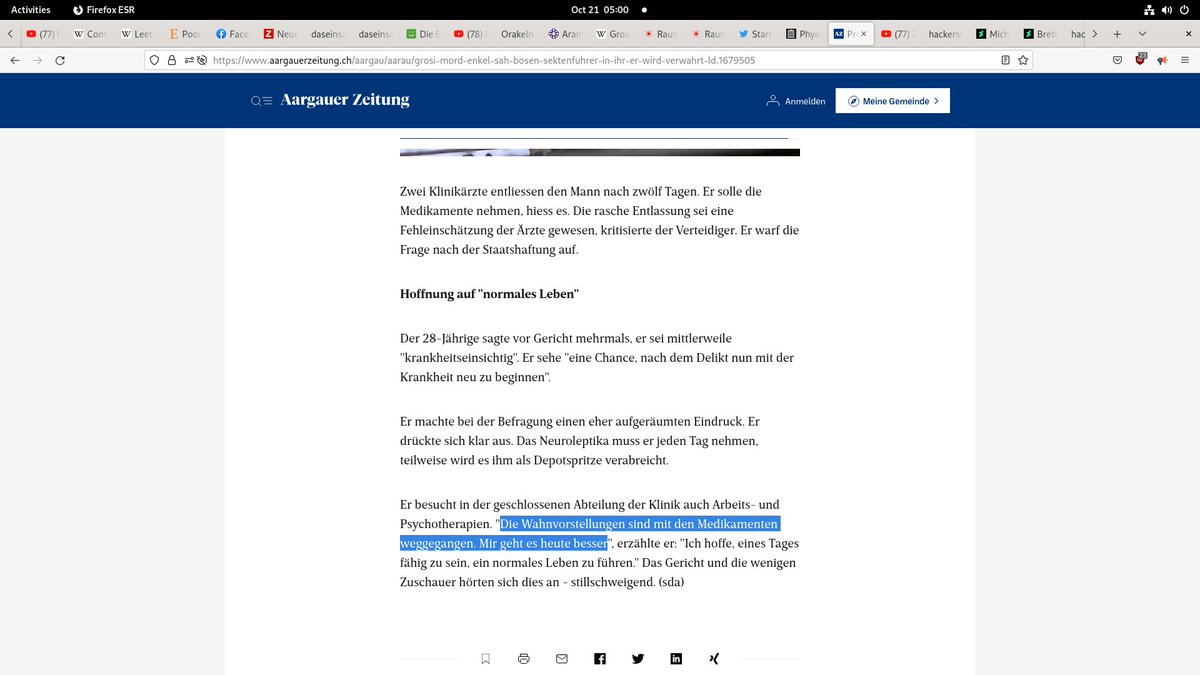 Activities
Firefox ESR
Oct 21 05:00
(77)
Com
Leet
Poor
Face
Neue
daseinsa
daseinsa
Die E
(78)
Orakeln
Aram
Grou
Raun
Raun
Start
Phys
Pro
(77)
hackersc
Mich
Brett
hac
https://www.aargauerzeitung.ch/aargau/aarau/grosi-mord-enkel-sah-bosen-sektenfuhrer-in-ihr-er-wird-verwahrt-ld.1679505
Aargauer Zeitung
Anmelden
Meine Gemeinde
Zwei Klinikärzte entliessen den Mann nach zwölf Tagen. Er solle die
Medikamente nehmen, hiess es. Die rasche Entlassung sei eine
Fehleinschätzung der Ärzte gewesen, kritisierte der Verteidiger. Er warf die
Frage nach der Staatshaftung auf.
Hoffnung auf "normales Leben"
Der 28-Jährige sagte vor Gericht mehrmals, er sei mittlerweile
"krankheitseinsichtig". Er sehe "eine Chance, nach dem Delikt nun mit der
Krankheit neu zu beginnen".
Er machte bei der Befragung einen eher aufgeräumten Eindruck. Er
drückte sich klar aus. Das Neuroleptika muss er jeden Tag nehmen,
teilweise wird es ihm als Depotspritze verabreicht.
Er besucht in der geschlossenen Abteilung der Klinik auch Arbeits- und
Psychotherapien. "Die Wahnvorstellungen sind mit den Medikamenten
weggegangen. Mir geht es heute besser", erzählte er: "Ich hoffe, eines Tages
fähig zu sein, ein normales Leben zu führen." Das Gericht und die wenigen
Zuschauer hörten sich dies an - stillschweigend. (sda)